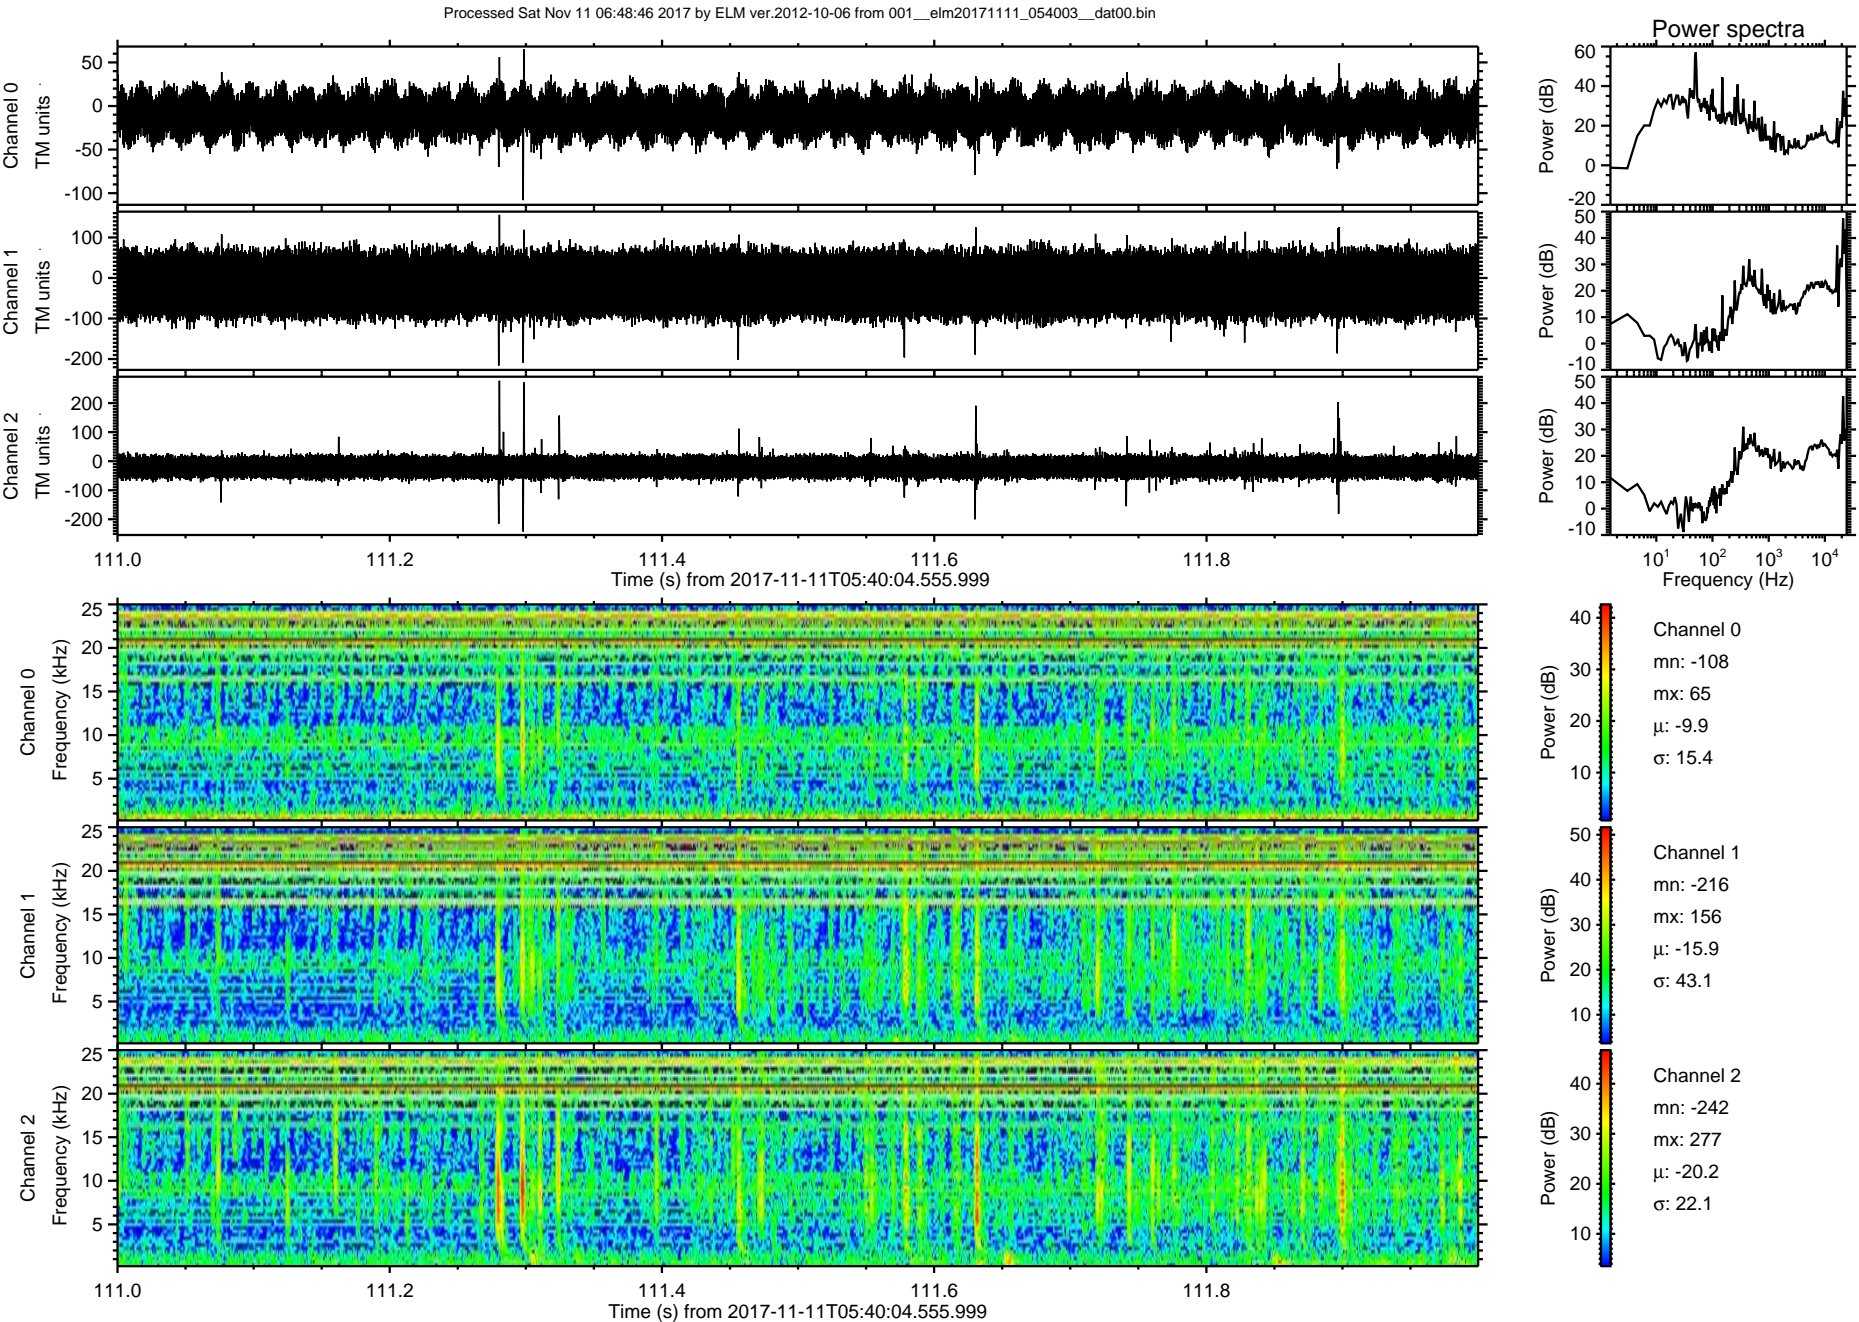 Processed Sat Nov 11 06:48:46 2017 by ELM ver.2012-10-06 from 001__elm20171111_054003__dat00.bin
Power spectra
Channel 0
TM units
50
0
-50
-100
Power (dB)
60
40
20
0
-20
Channel 1
TM units
100
0
-100
-200
Power (dB)
50
40
30
20
10
0
-10
Channel 2
TM units
200
100
0
-100
-200
Power (dB)
50
40
30
20
10
0
-10
111.0 111.2 111.4 111.6 111.8
Time (s) from 2017-11-11T05:40:04.555.999
10¹ 10² 10³ 10⁴
Frequency (Hz)
Channel 0
Frequency (kHz)
25
20
15
10
5
Power (dB)
40
30
20
10
Channel 0
mn: -108
mx: 65
μ: -9.9
σ: 15.4
Channel 1
Frequency (kHz)
25
20
15
10
5
Power (dB)
50
40
30
20
10
Channel 1
mn: -216
mx: 156
μ: -15.9
σ: 43.1
Channel 2
Frequency (kHz)
25
20
15
10
5
Power (dB)
40
30
20
10
Channel 2
mn: -242
mx: 277
μ: -20.2
σ: 22.1
111.0 111.2 111.4 111.6 111.8
Time (s) from 2017-11-11T05:40:04.555.999